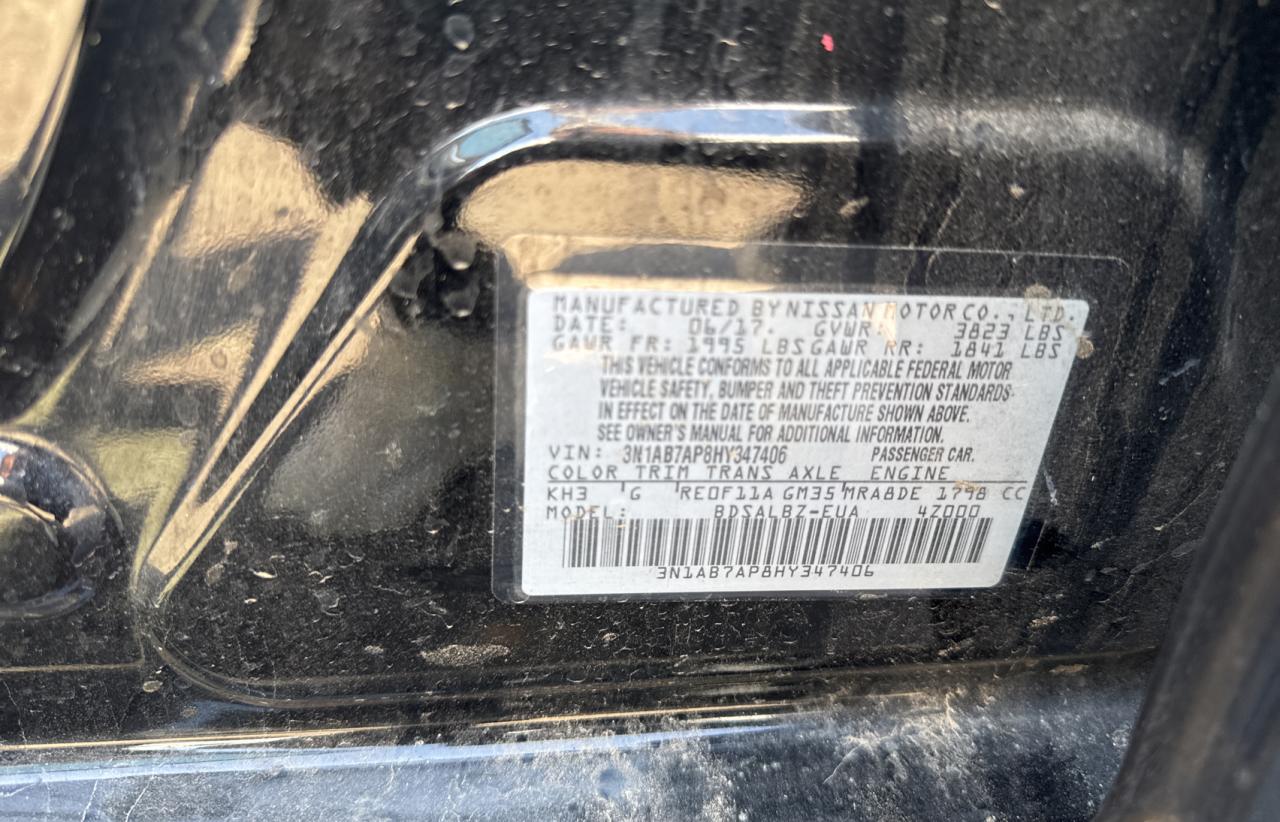 MANUFACTURED BY NISSAN MOTOR CO., LTD.
DATE: 06/17. GVWR: 3823 LBS
GAWR FR: 1995 LBS GAWR RR: 1841 LBS
THIS VEHICLE CONFORMS TO ALL APPLICABLE FEDERAL MOTOR
VEHICLE SAFETY, BUMPER AND THEFT PREVENTION STANDARDS
IN EFFECT ON THE DATE OF MANUFACTURE SHOWN ABOVE.
SEE OWNER'S MANUAL FOR ADDITIONAL INFORMATION.
VIN: 3N1AB7AP8HY347406 PASSENGER CAR.
COLOR TRIM TRANS AXLE ENGINE
KH3 G RE0F11A GM35 MRA8DE 1798 CC
MODEL: BDSALBZ-EUA 4Z000
3N1AB7AP8HY347406